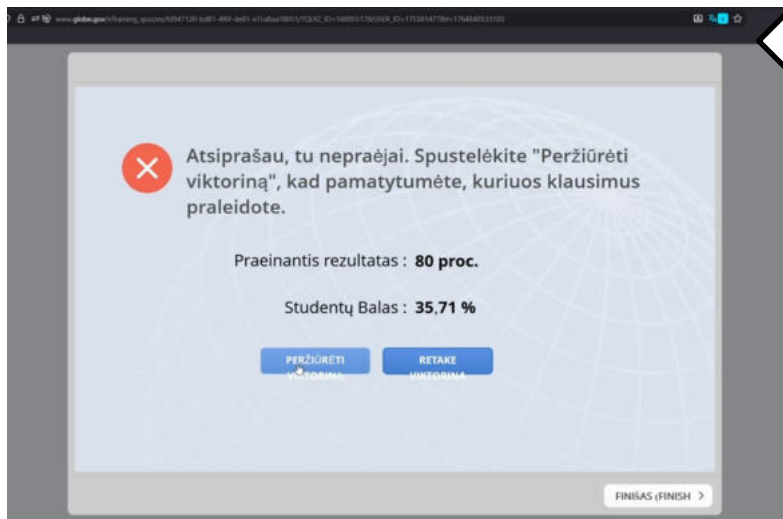 Atsiprašau, tu nepraėjai. Spustelėkite "Peržiūrėti
viktoriną", kad pamatytumėte, kuriuos klausimus
praleidote.
Praeinantis rezultatas : 80 proc.
Studentų Balas : 35,71 %
PERŽIŪRĖTI RETAKE
VIKTORINĄ VIKTORINA
FINIŠAS (FINISH >